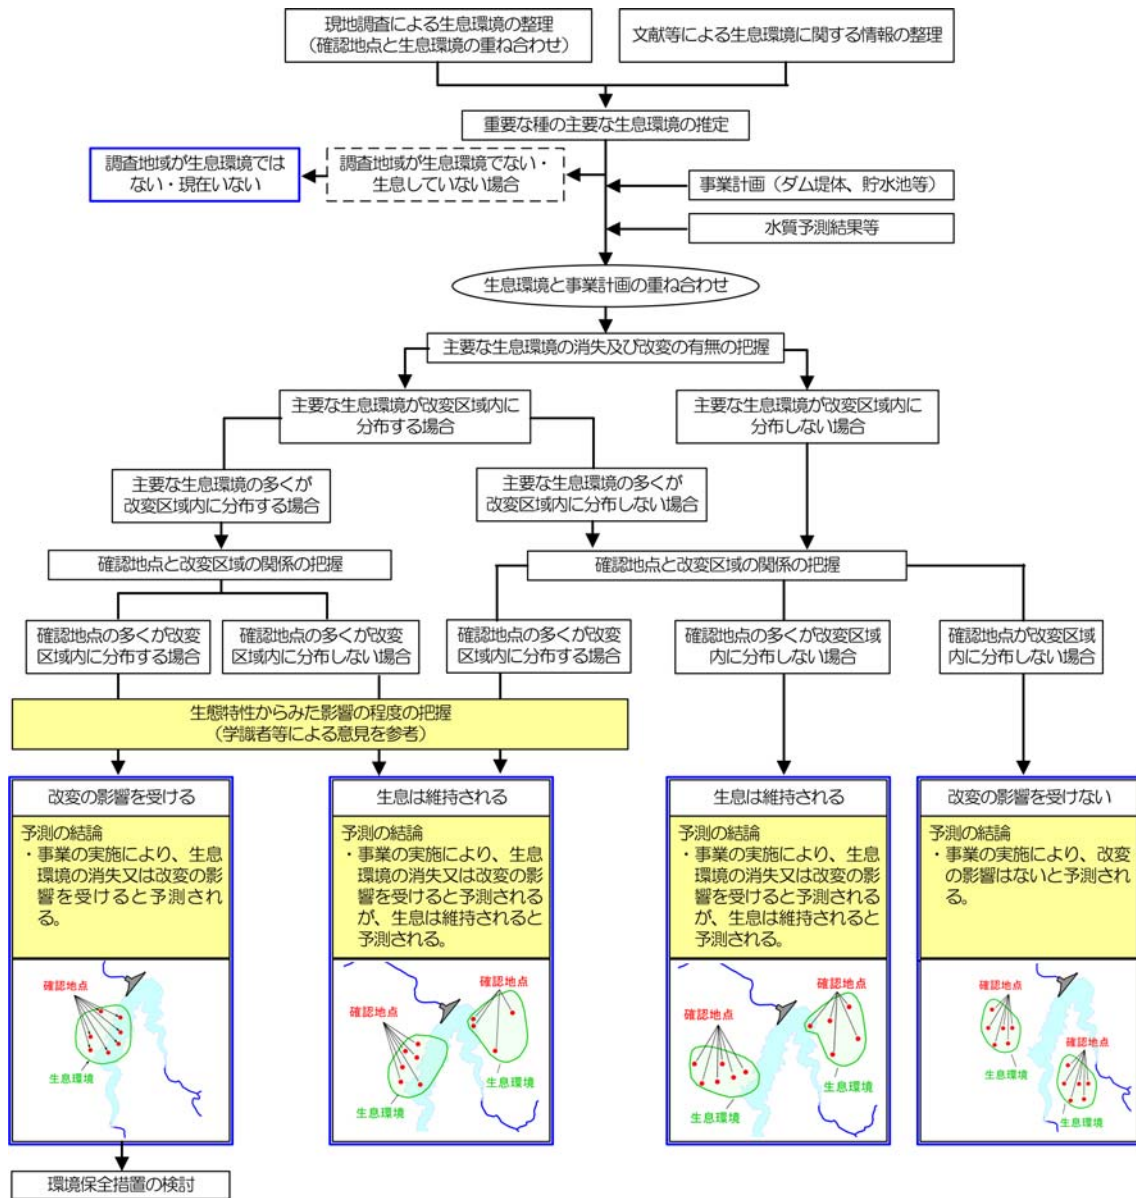 現地調査による生息環境の整理
（確認地点と生息環境の重ね合わせ）
文献等による生息環境に関する情報の整理
重要な種の主要な生息環境の推定
調査地域が生息環境では
ない・現在いない
調査地域が生息環境でない・
生息していない場合
事業計画（ダム堤体、貯水池等）
水質予測結果等
生息環境と事業計画の重ね合わせ
主要な生息環境の消失及び改変の有無の把握
主要な生息環境が改変区域内に
分布する場合
主要な生息環境が改変区域内に
分布しない場合
主要な生息環境の多くが
改変区域内に分布する場合
主要な生息環境の多くが
改変区域内に分布しない場合
確認地点と改変区域の関係の把握
確認地点と改変区域の関係の把握
確認地点の多くが改変
区域内に分布する場合
確認地点の多くが改変
区域内に分布しない場合
確認地点の多くが改変
区域内に分布する場合
確認地点の多くが改変区域
内に分布しない場合
確認地点が改変区域
内に分布しない場合
生態特性からみた影響の程度の把握
（学識者等による意見を参考）
改変の影響を受ける
予測の結論
・事業の実施により、生息
環境の消失又は改変の影
響を受けると予測され
る。
確認地点
生息環境
生息は維持される
予測の結論
・事業の実施により、生息
環境の消失又は改変の影
響を受けると予測される
が、生息は維持されると
予測される。
確認地点
確認地点
生息環境
生息環境
生息は維持される
予測の結論
・事業の実施により、生息
環境の消失又は改変の影
響を受けると予測される
が、生息は維持されると
予測される。
確認地点
確認地点
生息環境
生息環境
改変の影響を受けない
予測の結論
・事業の実施により、改変
の影響はないと予測され
る。
確認地点
確認地点
生息環境
生息環境
環境保全措置の検討